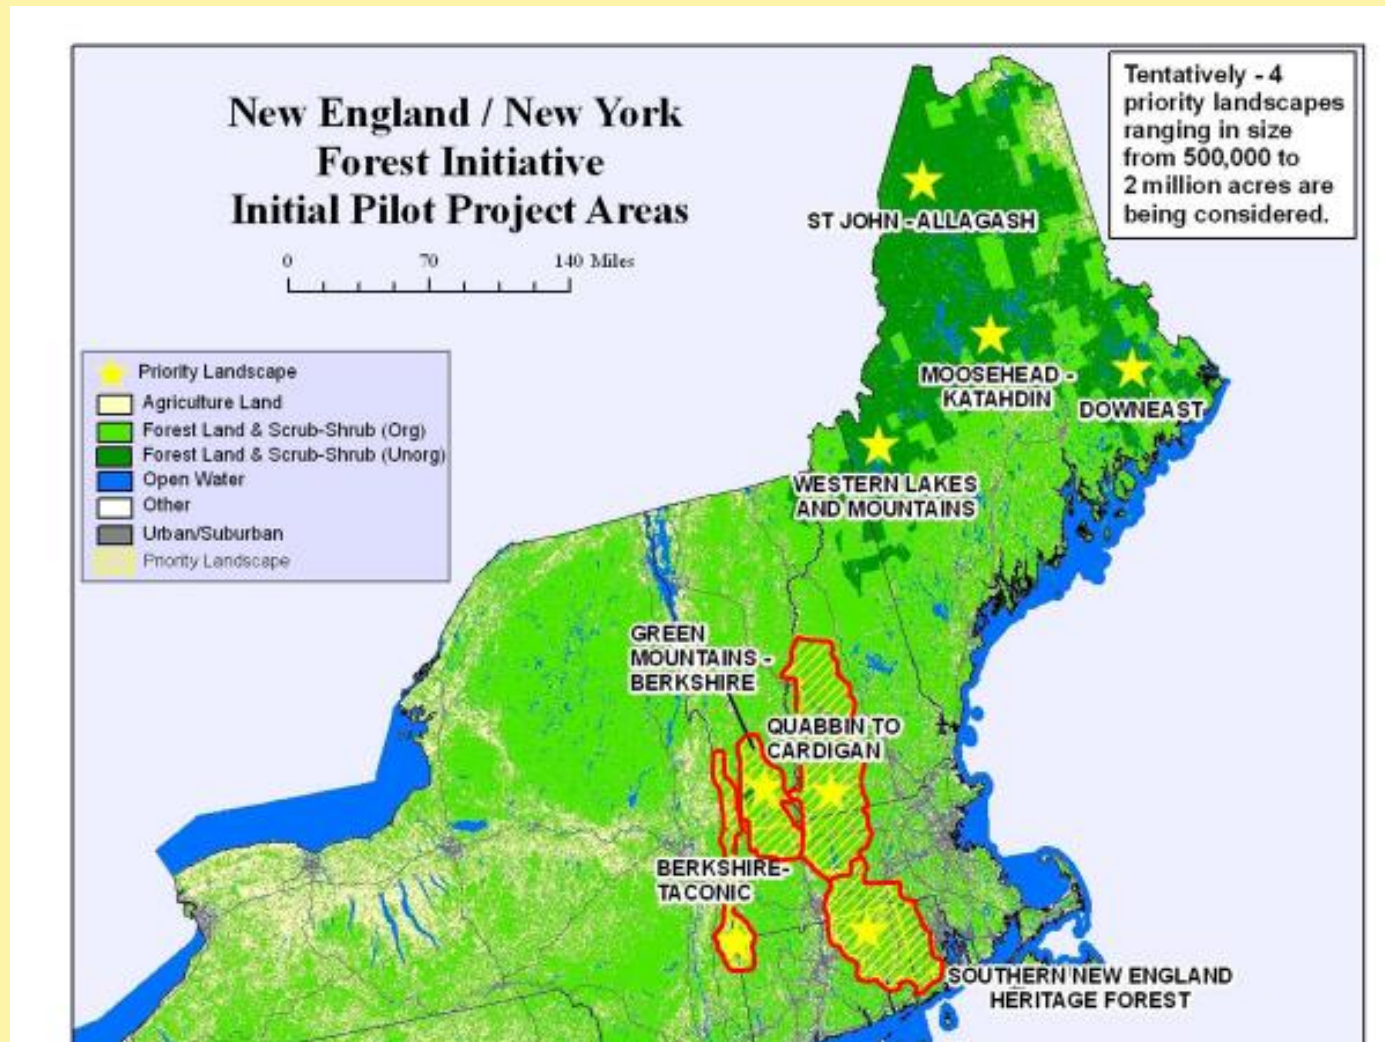 New England / New York
Forest Initiative
Initial Pilot Project Areas
0 70 140 Miles
Tentatively - 4
priority landscapes
ranging in size
from 500,000 to
2 million acres are
being considered.
Priority Landscape
Agriculture Land
Forest Land & Scrub-Shrub (Org)
Forest Land & Scrub-Shrub (Unorg)
Open Water
Other
Urban/Suburban
Priority Landscape
ST JOHN - ALLAGASH
MOOSEHEAD -
KATAHDIN
DOWNEAST
WESTERN LAKES
AND MOUNTAINS
GREEN
MOUNTAINS -
BERKSHIRE
QUABBIN TO
CARDIGAN
BERKSHIRE-
TACONIC
SOUTHERN NEW ENGLAND
HERITAGE FOREST